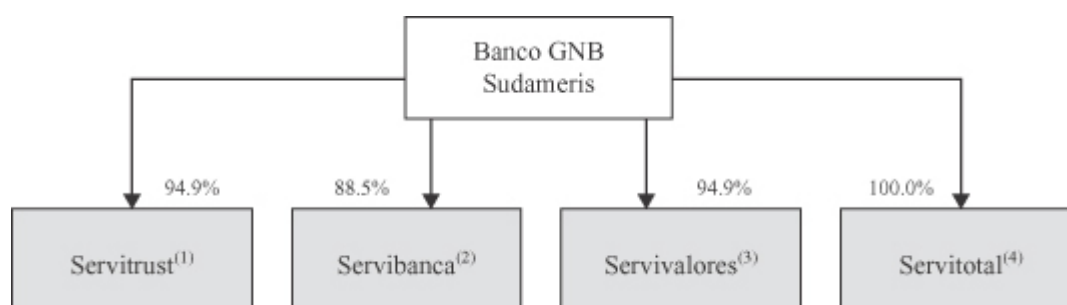 Banco GNB
Sudameris
94.9%
88.5%
94.9%
100.0%
Servitrust(1)
Servibanca(2)
Servivalores(3)
Servitotal(4)